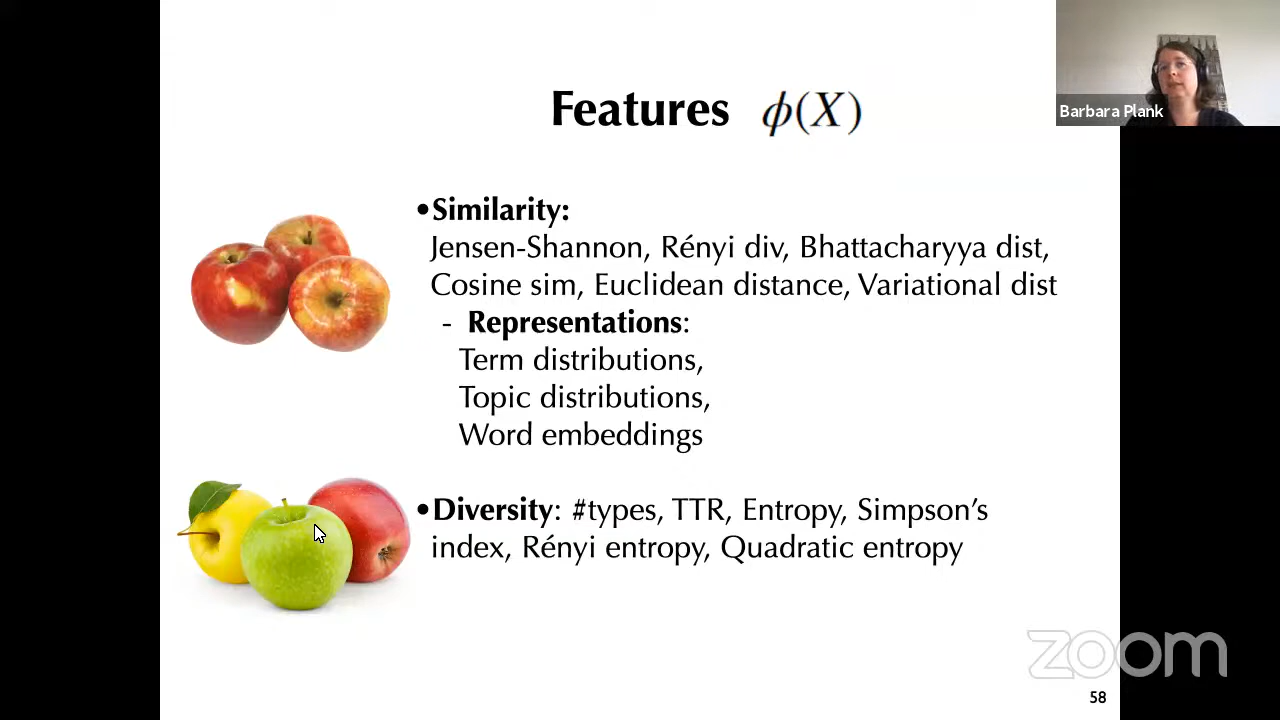 Features ϕ(X)
Barbara Plank
•Similarity:
Jensen-Shannon, Rényi div, Bhattacharyya dist,
Cosine sim, Euclidean distance, Variational dist
- Representations:
Term distributions,
Topic distributions,
Word embeddings
•Diversity: #types, TTR, Entropy, Simpson’s
index, Rényi entropy, Quadratic entropy
zoom
58